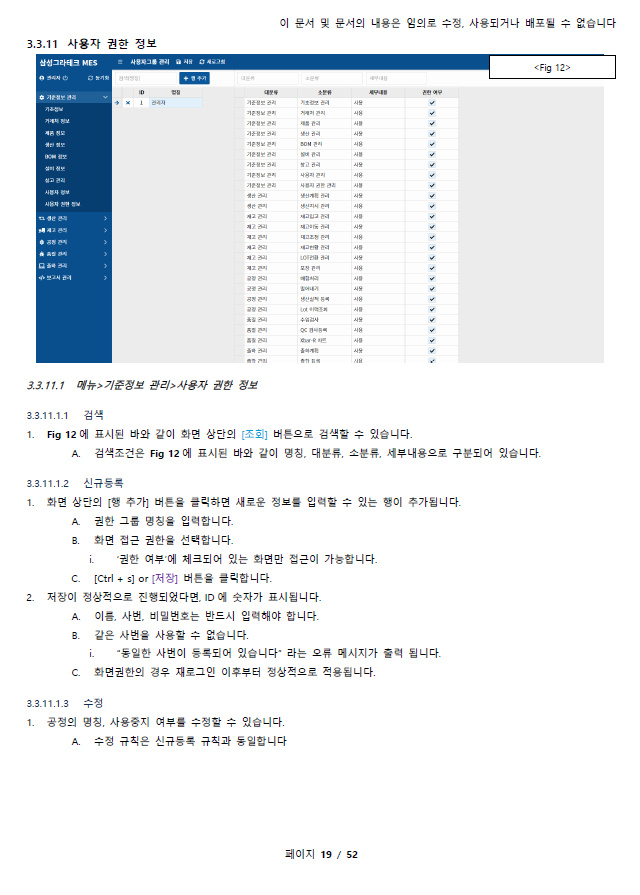 이 문서 및 문서의 내용은 임의로 수정, 사용되거나 배포될 수 없습니다
3.3.11 사용자 권한 정보
<Fig 12>
삼성그라테크 MES
사용자그룹 관리 저장 새로고침
관리자 동기화
검색(명칭) + 행 추가 대분류 소분류 세부내용
ID 명칭 대분류 소분류 세부내용 권한 여부
1 관리자
기준정보 관리
기초정보
거래처 정보
제품 정보
생산 정보
BOM 정보
설비 정보
창고 관리
사용자 정보
사용자 권한 정보
생산 관리
재고 관리
공정 관리
품질 관리
출하 관리
보고서 관리
기준정보 관리 기초정보 관리 사용
기준정보 관리 거래처 관리 사용
기준정보 관리 제품 관리 사용
기준정보 관리 생산 관리 사용
기준정보 관리 BOM 관리 사용
기준정보 관리 설비 관리 사용
기준정보 관리 창고 관리 사용
기준정보 관리 사용자 관리 사용
기준정보 관리 사용자 권한 관리 사용
생산 관리 생산계획 관리 사용
생산 관리 생산지시 관리 사용
재고 관리 재고입고 관리 사용
재고 관리 재고이동 관리 사용
재고 관리 재고조정 관리 사용
재고 관리 재고반품 관리 사용
재고 관리 LOT전환 관리 사용
재고 관리 포장 관리 사용
공정 관리 배합처리 사용
공정 관리 밀어내기 사용
공정 관리 생산실적 등록 사용
공정 관리 Lot 이력조회 사용
품질 관리 수입검사 사용
품질 관리 QC 검사등록 사용
품질 관리 Xbar-R 차트 사용
출하 관리 출하계획 사용
출하 관리 출하 등록 사용
3.3.11.1 메뉴>기준정보 관리>사용자 권한 정보
3.3.11.1.1 검색
1. Fig 12 에 표시된 바와 같이 화면 상단의 [조회] 버튼으로 검색할 수 있습니다.
A. 검색조건은 Fig 12 에 표시된 바와 같이 명칭, 대분류, 소분류, 세부내용으로 구분되어 있습니다.
3.3.11.1.2 신규등록
1. 화면 상단의 [행 추가] 버튼을 클릭하면 새로운 정보를 입력할 수 있는 행이 추가됩니다.
A. 권한 그룹 명칭을 입력합니다.
B. 화면 접근 권한을 선택합니다.
i. '권한 여부'에 체크되어 있는 화면만 접근이 가능합니다.
C. [Ctrl + s] or [저장] 버튼을 클릭합니다.
2. 저장이 정상적으로 진행되었다면, ID 에 숫자가 표시됩니다.
A. 이름, 사번, 비밀번호는 반드시 입력해야 합니다.
B. 같은 사번을 사용할 수 없습니다.
i. "동일한 사번이 등록되어 있습니다" 라는 오류 메시지가 출력 됩니다.
C. 화면권한의 경우 재로그인 이후부터 정상적으로 적용됩니다.
3.3.11.1.3 수정
1. 공정의 명칭, 사용중지 여부를 수정할 수 있습니다.
A. 수정 규칙은 신규등록 규칙과 동일합니다
페이지 19 / 52